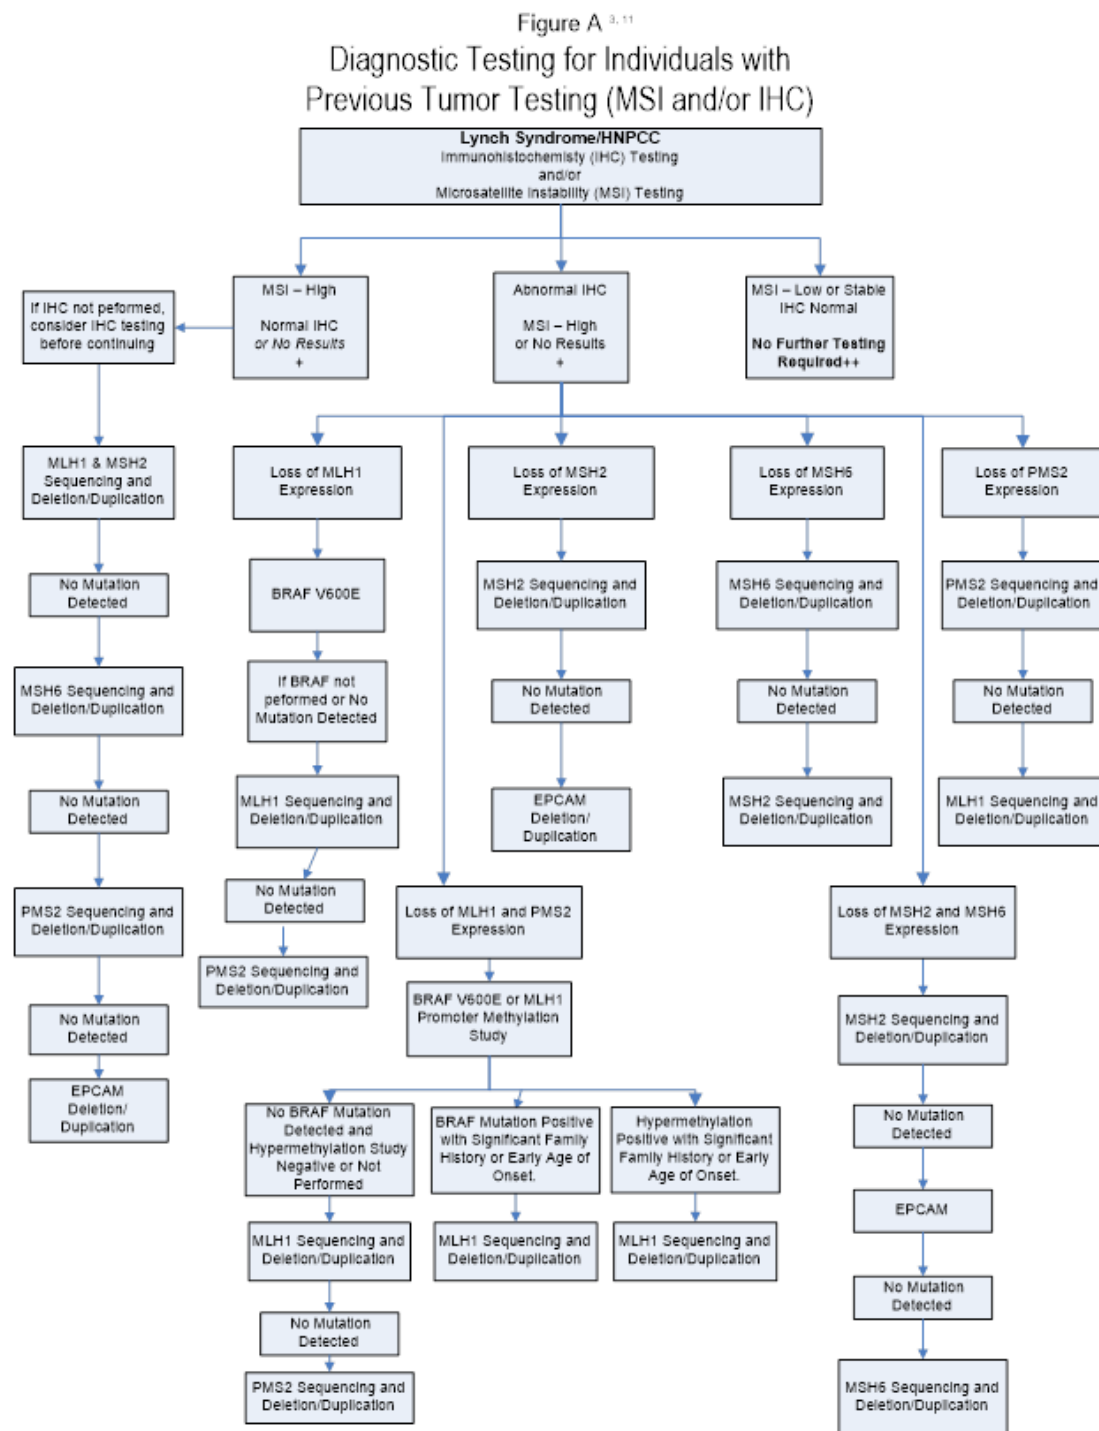 Figure A 3, 11
Diagnostic Testing for Individuals with
Previous Tumor Testing (MSI and/or IHC)
Lynch Syndrome/HNPCC
Immunohistochemisty (IHC) Testing
and/or
Microsatellite Instability (MSI) Testing
If IHC not peformed,
consider IHC testing
before continuing
MSI – High
Normal IHC
or No Results
+
Abnormal IHC
MSI – High
or No Results
+
MSI – Low or Stable
IHC Normal
No Further Testing
Required++
MLH1 & MSH2
Sequencing and
Deletion/Duplication
No Mutation
Detected
MSH6 Sequencing and
Deletion/Duplication
No Mutation
Detected
PMS2 Sequencing and
Deletion/Duplication
No Mutation
Detected
EPCAM
Deletion/
Duplication
Loss of MLH1
Expression
BRAF V600E
If BRAF not
peformed or No
Mutation Detected
MLH1 Sequencing and
Deletion/Duplication
No Mutation
Detected
PMS2 Sequencing and
Deletion/Duplication
Loss of MSH2
Expression
MSH2 Sequencing and
Deletion/Duplication
No Mutation
Detected
EPCAM
Deletion/
Duplication
Loss of MSH6
Expression
MSH6 Sequencing and
Deletion/Duplication
No Mutation
Detected
MSH2 Sequencing and
Deletion/Duplication
Loss of PMS2
Expression
PMS2 Sequencing and
Deletion/Duplication
No Mutation
Detected
MLH1 Sequencing and
Deletion/Duplication
Loss of MLH1 and PMS2
Expression
BRAF V600E or MLH1
Promoter Methylation
Study
No BRAF Mutation
Detected and
Hypermethylation Study
Negative or Not
Performed
MLH1 Sequencing and
Deletion/Duplication
No Mutation
Detected
PMS2 Sequencing and
Deletion/Duplication
BRAF Mutation Positive
with Significant Family
History or Early Age of
Onset.
MLH1 Sequencing and
Deletion/Duplication
Hypermethylation
Positive with Significant
Family History or Early
Age of Onset.
MLH1 Sequencing and
Deletion/Duplication
Loss of MSH2 and MSH6
Expression
MSH2 Sequencing and
Deletion/Duplication
No Mutation
Detected
EPCAM
No Mutation
Detected
MSH6 Sequencing and
Deletion/Duplication